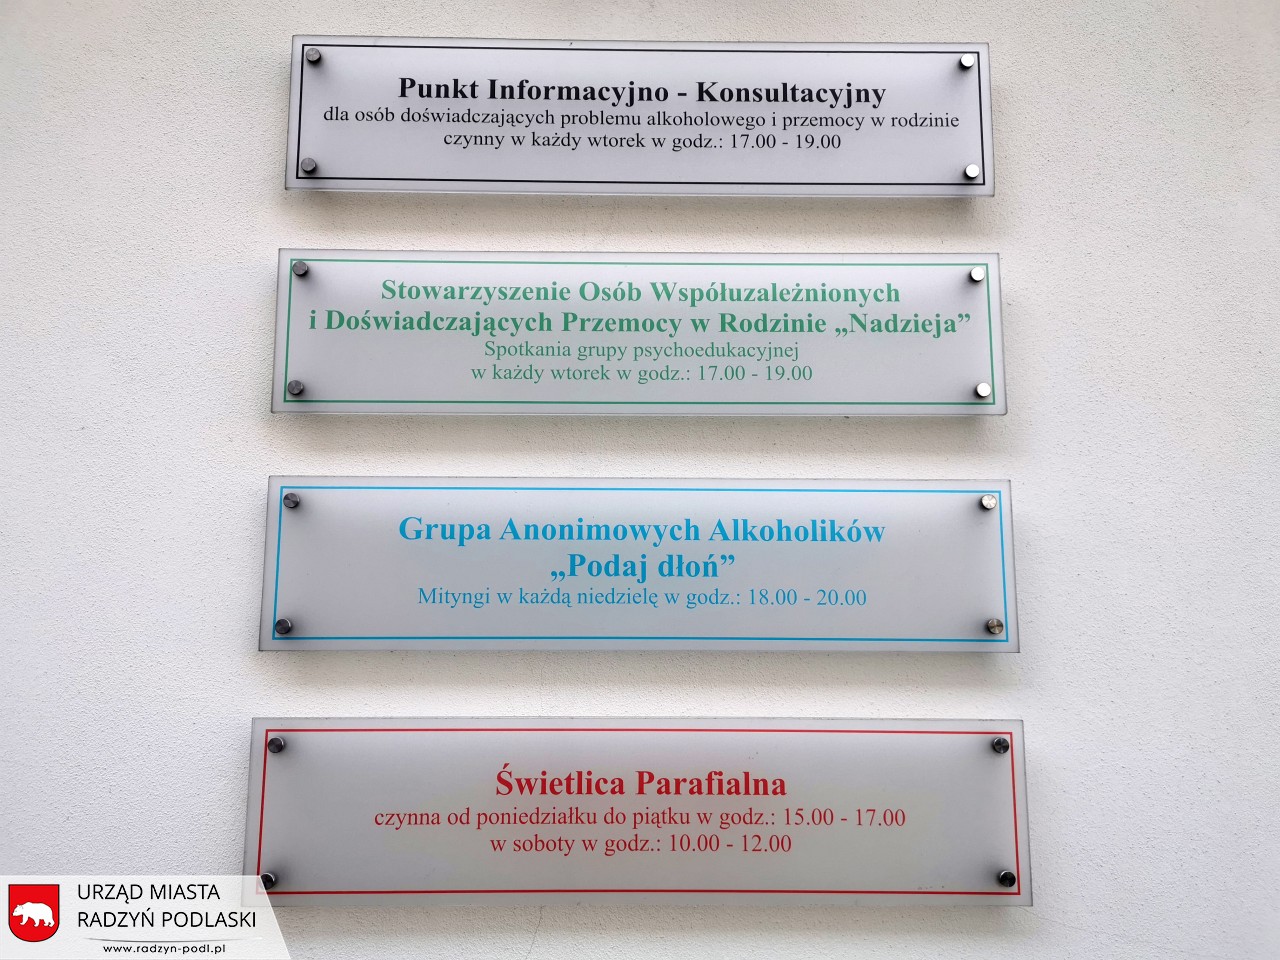 Punkt Informacyjno - Konsultacyjny
dla osób doświadczających problemu alkoholowego i przemocy w rodzinie
czynny w każdy wtorek w godz.: 17.00 - 19.00
Stowarzyszenie Osób Współuzależnionych
i Doświadczających Przemocy w Rodzinie „Nadzieja”
Spotkania grupy psychoedukacyjnej
w każdy wtorek w godz.: 17.00 - 19.00
Grupa Anonimowych Alkoholików
„Podaj dłoń”
Mityngi w każdą niedzielę w godz.: 18.00 - 20.00
Świetlica Parafialna
czynna od poniedziałku do piątku w godz.: 15.00 - 17.00
w soboty w godz.: 10.00 - 12.00
URZĄD MIASTA
RADZYŃ PODLASKI
www.radzyn-podl.pl